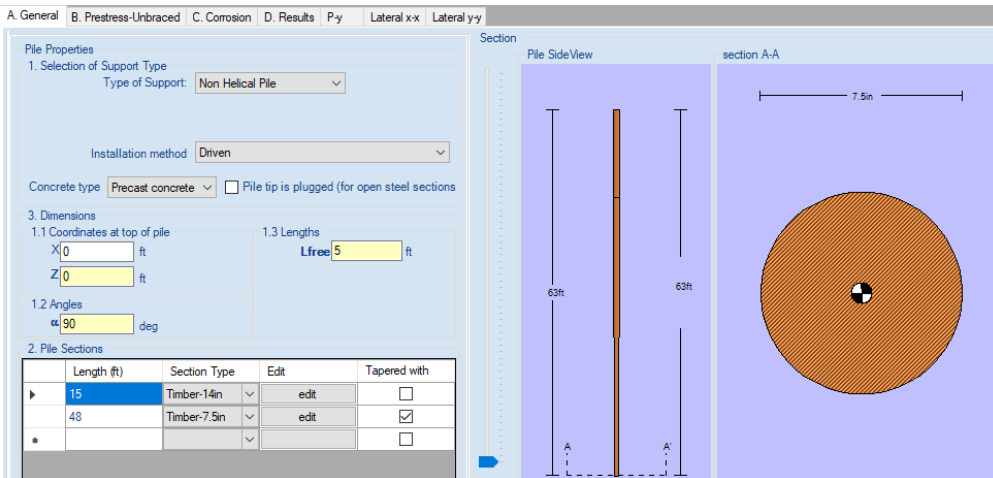 A. General B. Prestress-Unbraced C. Corrosion D. Results P-y Lateral x-x Lateral y-y
Pile Properties
1. Selection of Support Type
Type of Support: Non Helical Pile
Installation method Driven
Concrete type Precast concrete Pile tip is plugged (for open steel sections
3. Dimensions
1.1 Coordinates at top of pile
X 0 ft
Z 0 ft
1.3 Lengths
Lfree 5 ft
1.2 Angles
α 90 deg
2. Pile Sections
Length (ft) Section Type Edit Tapered with
15 Timber-14in edit
48 Timber-7.5in edit
Section
Pile SideView
63ft 63ft
A A'
section A-A
7.5in